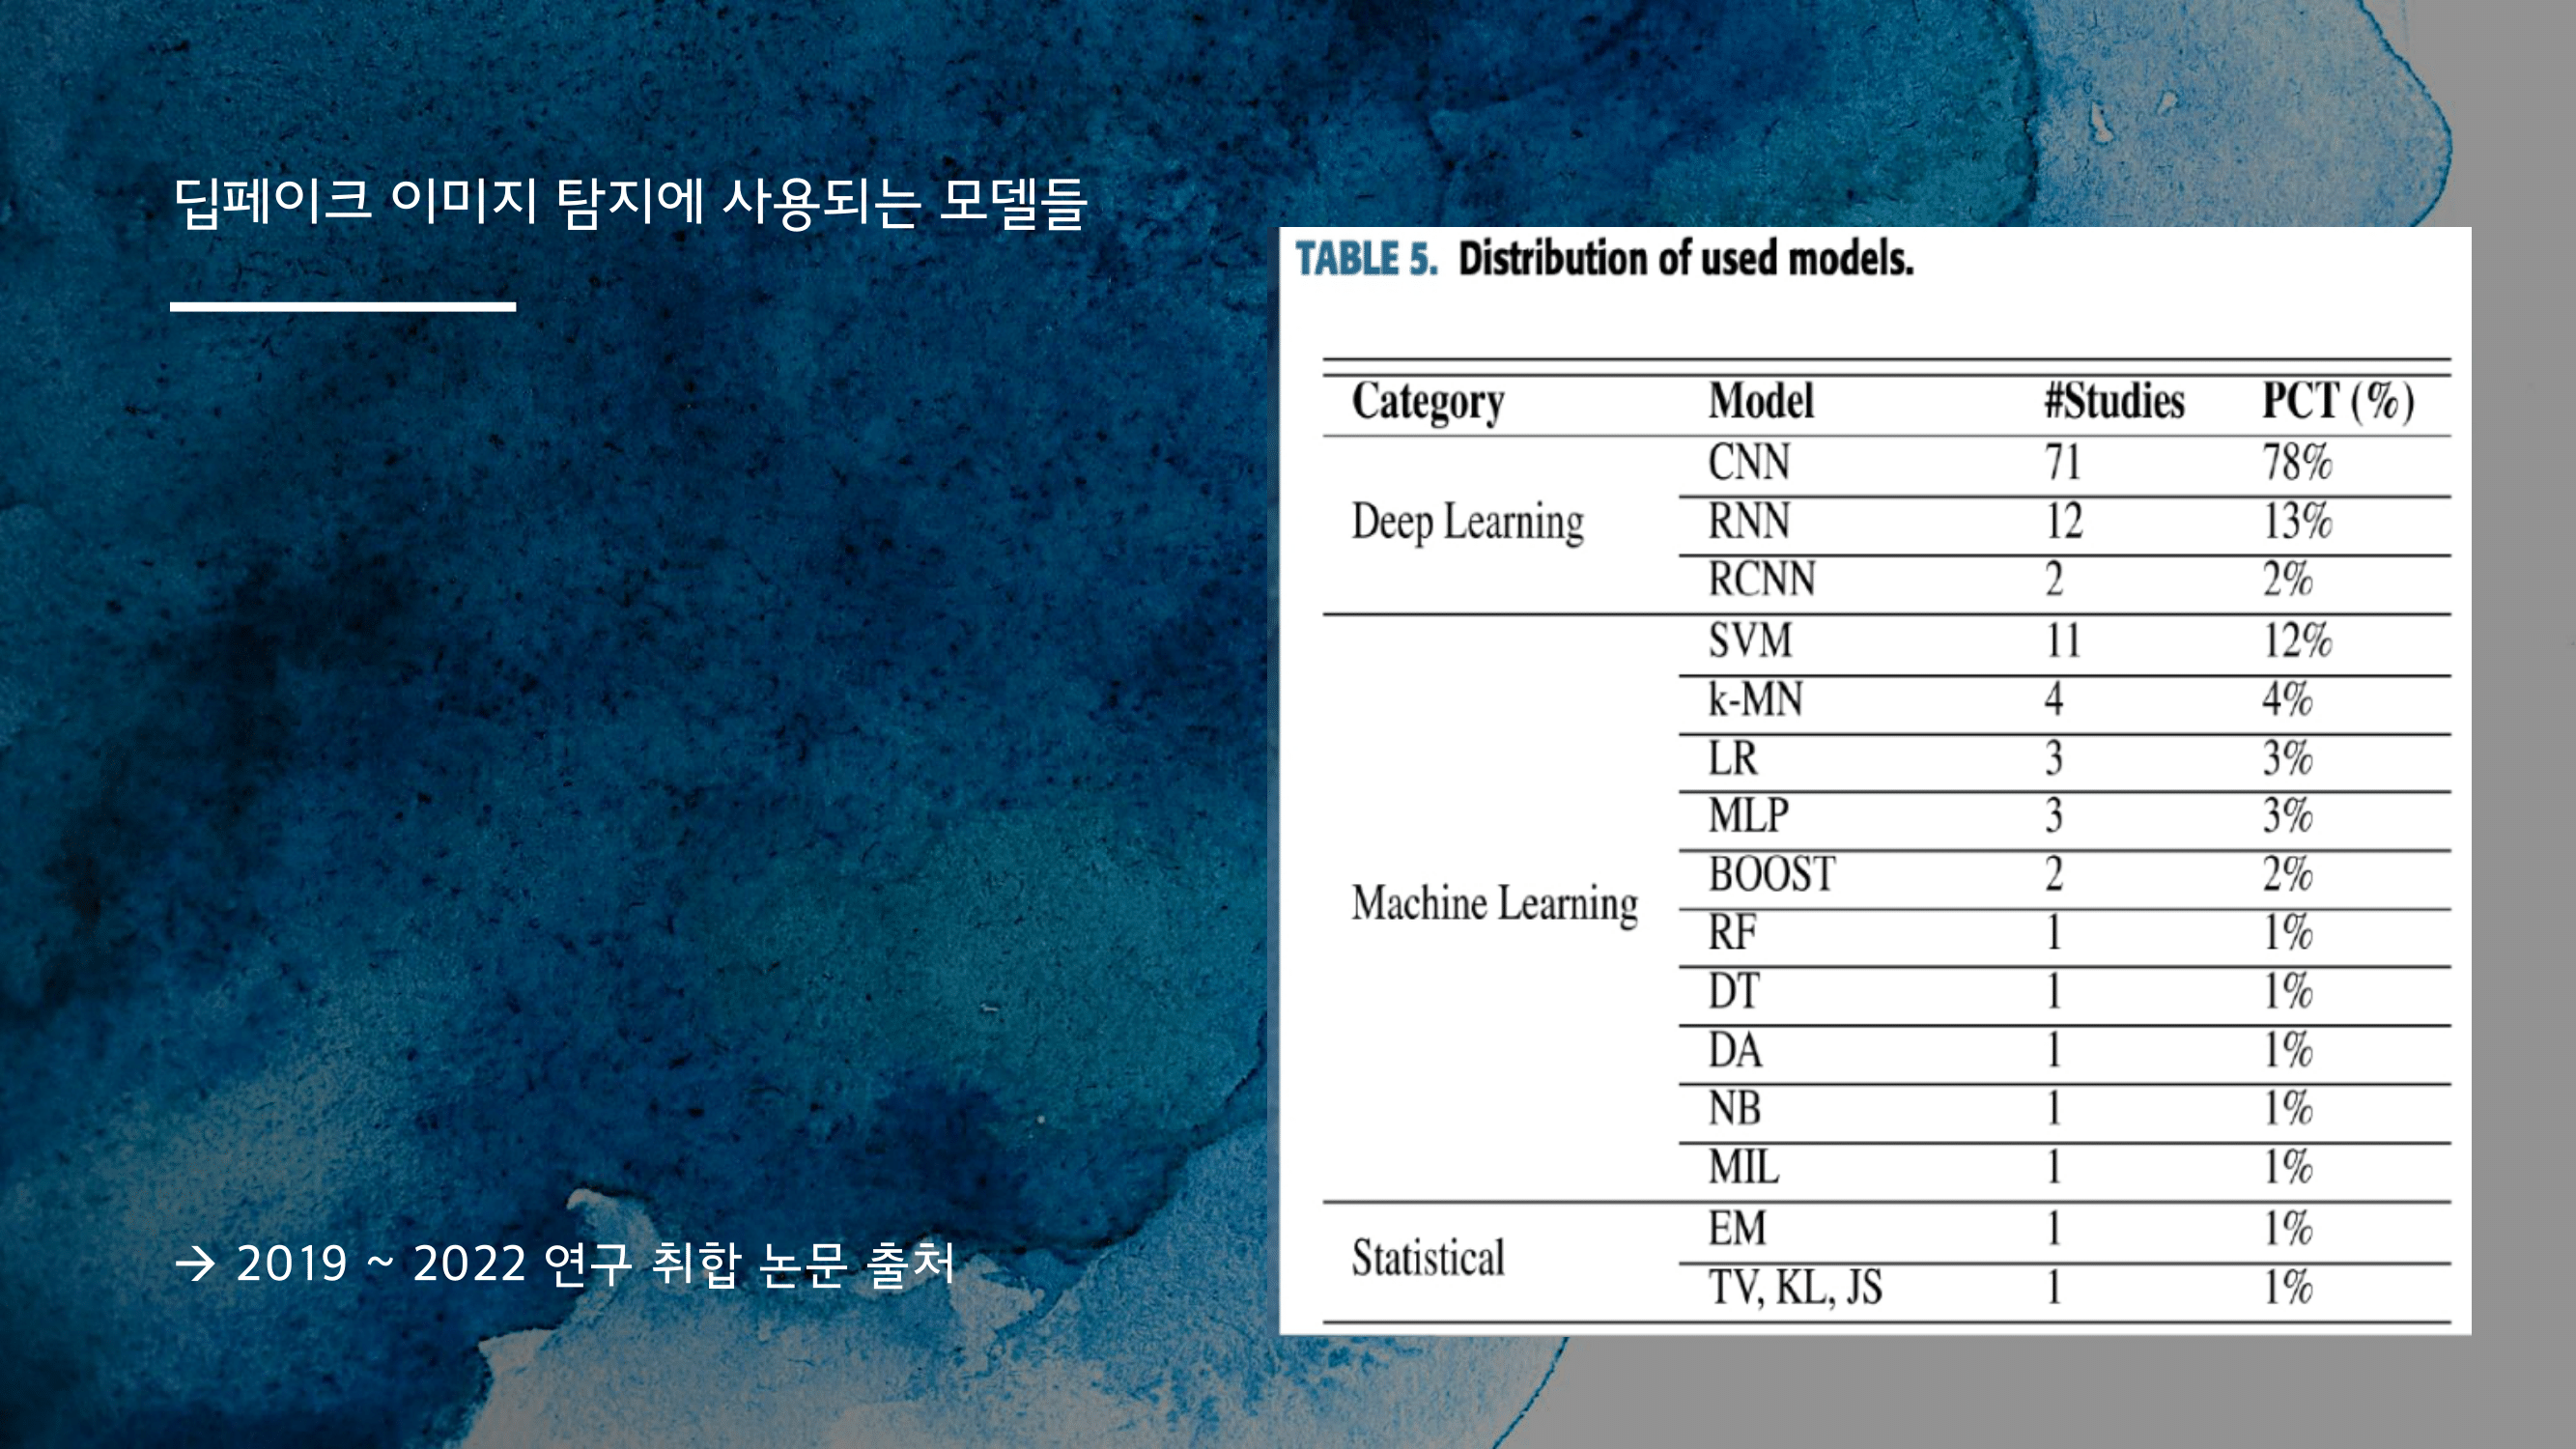 딥페이크 이미지 탐지에 사용되는 모델들
→ 2019 ~ 2022 연구 취합 논문 출처
TABLE 5. Distribution of used models.
Category Model #Studies PCT (%)
Deep Learning CNN 71 78%
RNN 12 13%
RCNN 2 2%
Machine Learning SVM 11 12%
k-MN 4 4%
LR 3 3%
MLP 3 3%
BOOST 2 2%
RF 1 1%
DT 1 1%
DA 1 1%
NB 1 1%
MIL 1 1%
Statistical EM 1 1%
TV, KL, JS 1 1%